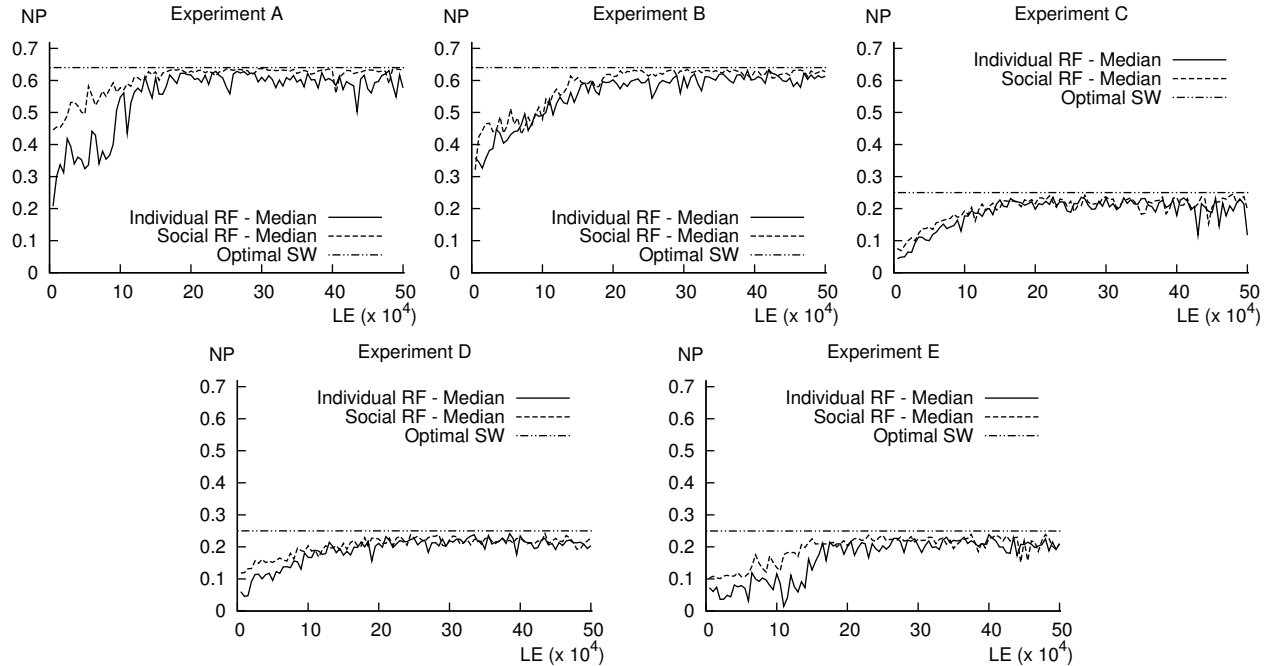 NP
Experiment A
0.7
0.6
0.5
0.4
0.3
0.2
0.1
0
Individual RF - Median
Social RF - Median
Optimal SW
0 10 20 30 40 50
LE (x 10^4)
NP
Experiment B
0.7
0.6
0.5
0.4
0.3
0.2
0.1
0
Individual RF - Median
Social RF - Median
Optimal SW
0 10 20 30 40 50
LE (x 10^4)
NP
Experiment C
0.7
0.6
0.5
0.4
0.3
0.2
0.1
0
Individual RF - Median
Social RF - Median
Optimal SW
0 10 20 30 40 50
LE (x 10^4)
NP
Experiment D
0.7
0.6
0.5
0.4
0.3
0.2
0.1
0
Individual RF - Median
Social RF - Median
Optimal SW
0 10 20 30 40 50
LE (x 10^4)
NP
Experiment E
0.7
0.6
0.5
0.4
0.3
0.2
0.1
0
Individual RF - Median
Social RF - Median
Optimal SW
0 10 20 30 40 50
LE (x 10^4)